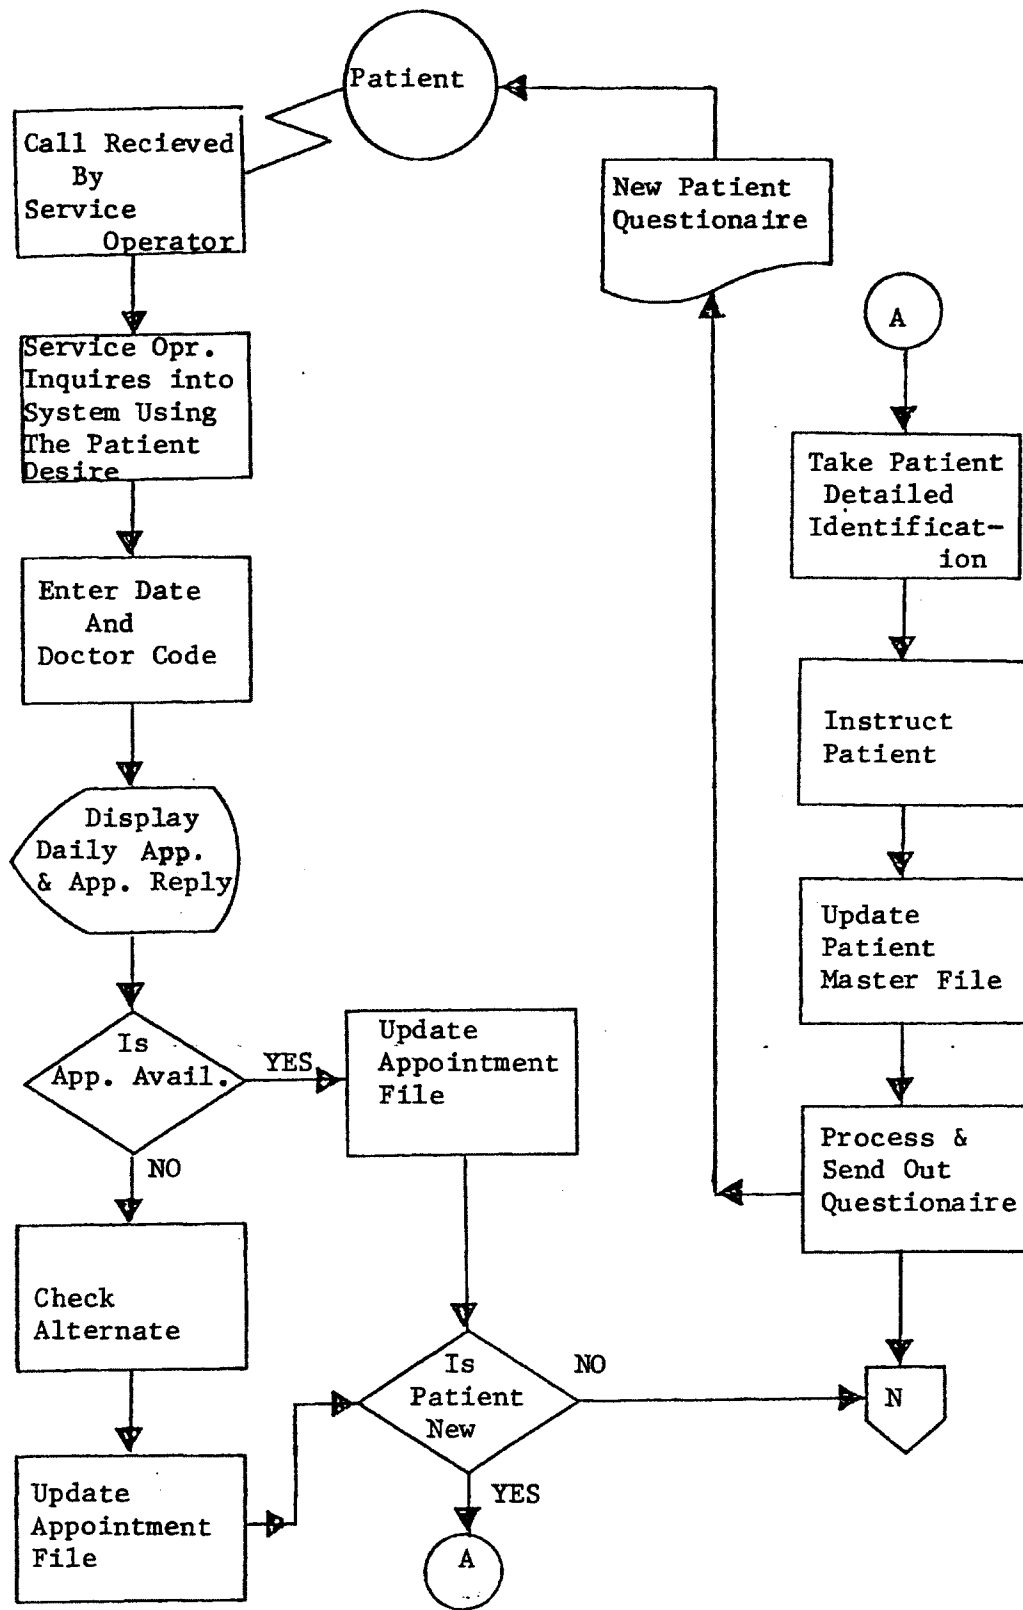 Patient
Call Recieved
By
Service
Operator
Service Opr.
Inquires into
System Using
The Patient
Desire
Enter Date
And
Doctor Code
Display
Daily App.
& App. Reply
Is
App. Avail.
YES
NO
Update
Appointment
File
Check
Alternate
Update
Appointment
File
Is
Patient
New
NO
YES
A
New Patient
Questionaire
A
Take Patient
Detailed
Identificat-
ion
Instruct
Patient
Update
Patient
Master File
Process &
Send Out
Questionaire
N